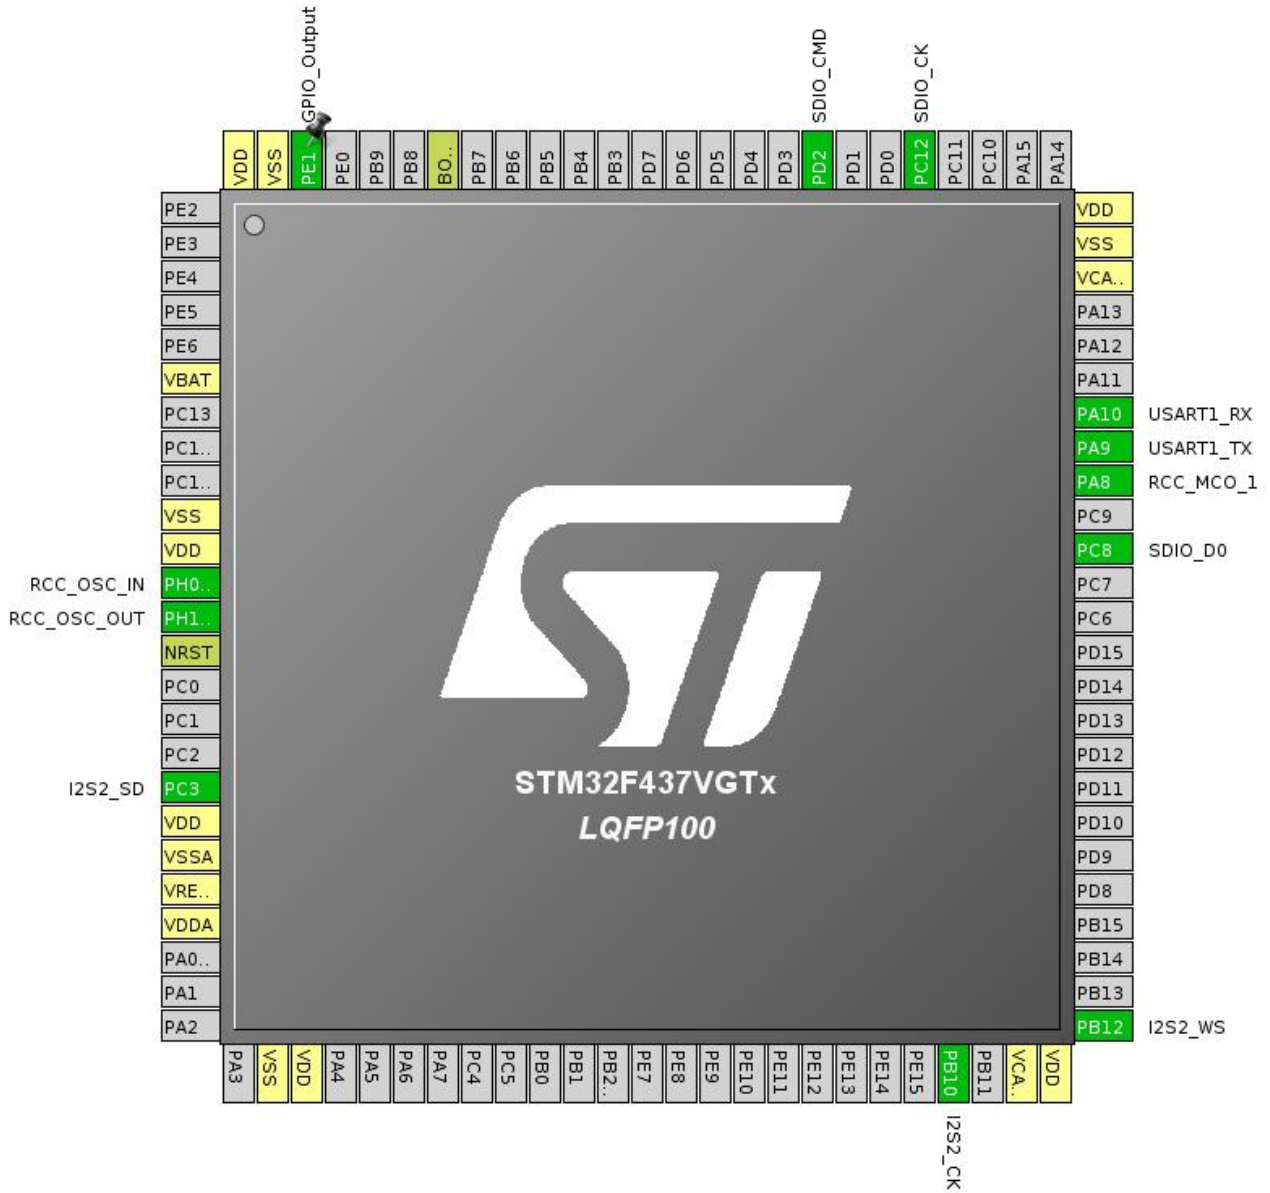 GPIO_Output
SDIO_CMD
SDIO_CK
VDD
VSS
PE1
PE0
PB9
PB8
BO..
PB7
PB6
PB5
PB4
PB3
PD7
PD6
PD5
PD4
PD3
PD2
PD1
PD0
PC12
PC11
PC10
PA15
PA14
PE2
PE3
PE4
PE5
PE6
VBAT
PC13
PC1..
PC1..
VSS
VDD
RCC_OSC_IN PH0..
RCC_OSC_OUT PH1..
NRST
PC0
PC1
PC2
I2S2_SD PC3
VDD
VSSA
VRE..
VDDA
PA0..
PA1
PA2
STM32F437VGTx
LQFP100
VDD
VSS
VCA..
PA13
PA12
PA11
PA10 USART1_RX
PA9 USART1_TX
PA8 RCC_MCO_1
PC9
PC8 SDIO_D0
PC7
PC6
PD15
PD14
PD13
PD12
PD11
PD10
PD9
PD8
PB15
PB14
PB13
PB12 I2S2_WS
PA3
VSS
VDD
PA4
PA5
PA6
PA7
PC4
PC5
PB0
PB1
PB2..
PE7
PE8
PE9
PE10
PE11
PE12
PE13
PE14
PE15
PB10
PB11
VCA..
VDD
I2S2_CK